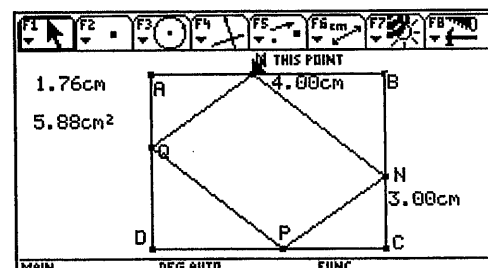 F1 F2 F3 F4 F5 F6 cm F7 F8
M THIS POINT
1.76cm A 4.00cm B
5.88cm²
Q
N
3.00cm
D P C
MAIN DEG AUTO FUNC